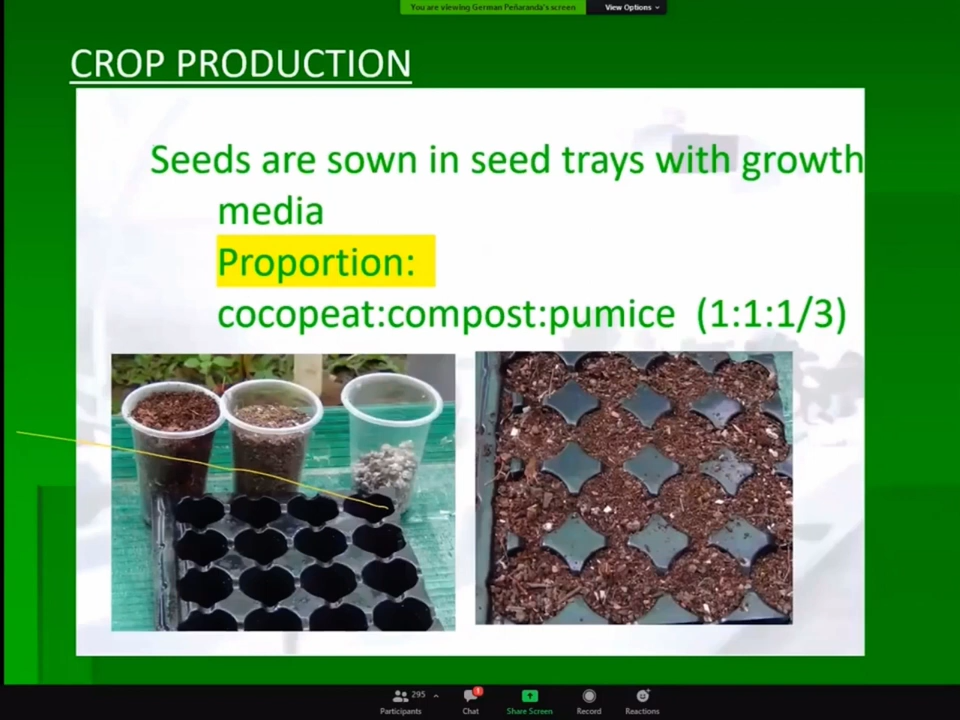 You are viewing German Peñaranda's screen View Options
CROP PRODUCTION
Seeds are sown in seed trays with growth
media
Proportion:
cocopeat:compost:pumice (1:1:1/3)
295 1
Participants Chat Share Screen Record Reactions